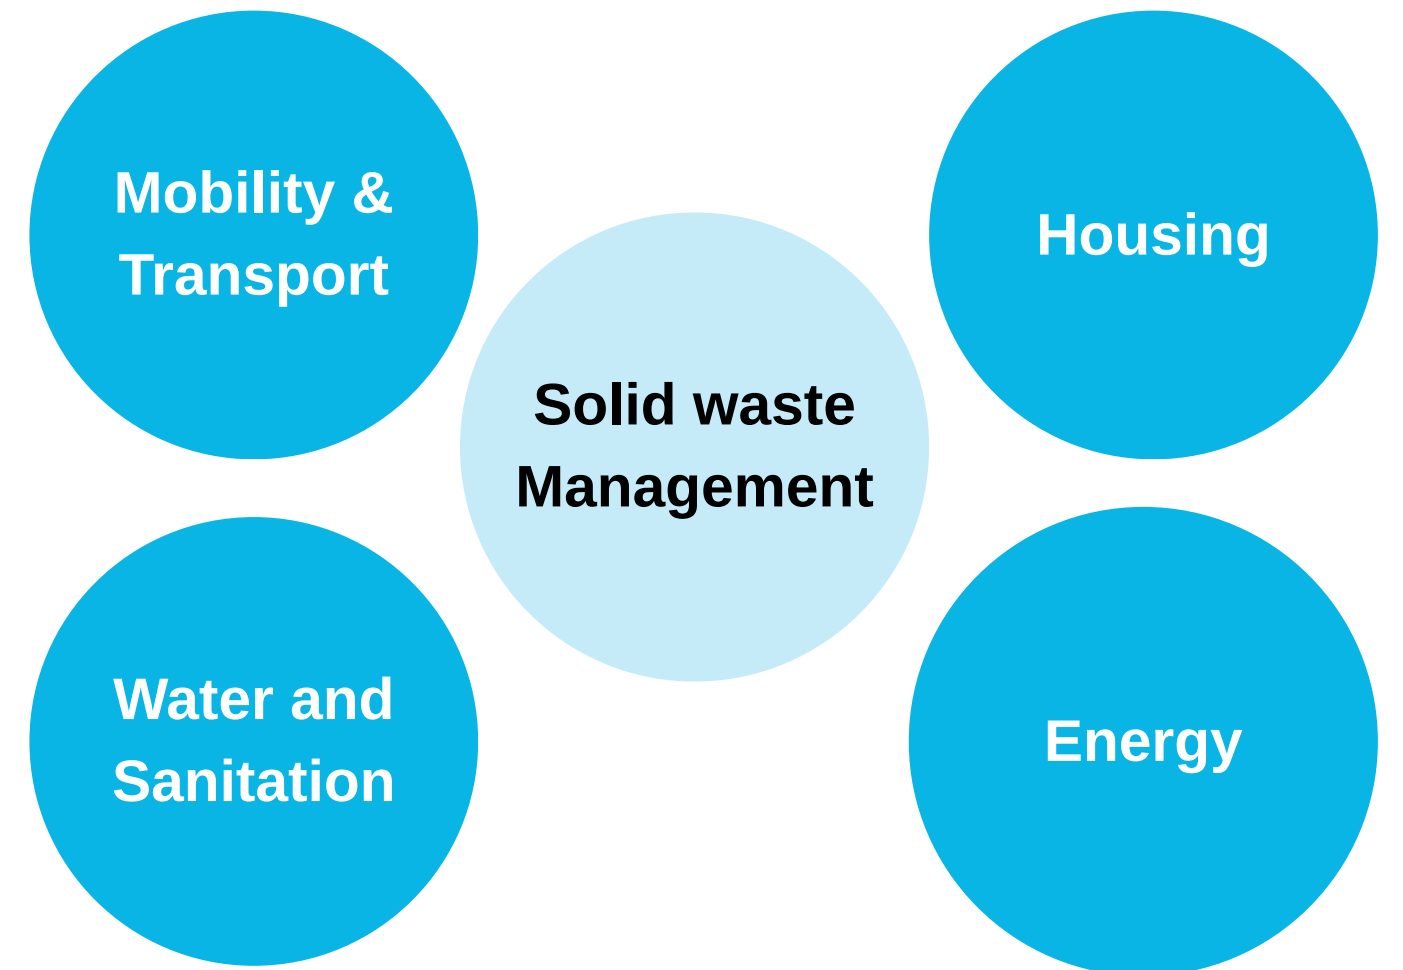 Mobility &
Transport
Housing
Solid waste
Management
Water and
Sanitation
Energy